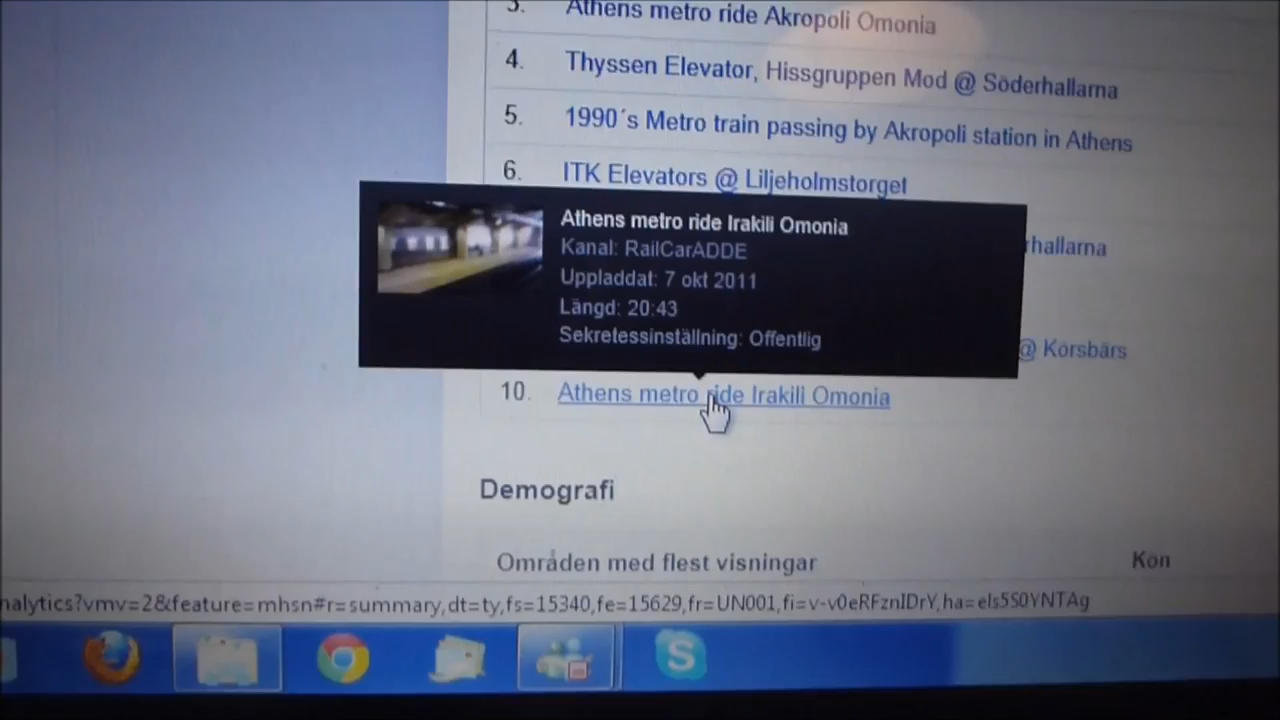 3. Athens metro ride Akropoli Omonia
4. Thyssen Elevator, Hissgruppen Mod @ Söderhallarna
5. 1990´s Metro train passing by Akropoli station in Athens
6. ITK Elevators @ Liljeholmstorget
Athens metro ride Irakili Omonia
Kanal: RailCarADDE
Uppladdat: 7 okt 2011
Längd: 20:43
Sekretessinställning: Offentlig
rhallarna
@ Korsbärs
10. Athens metro ride Irakili Omonia
Demografi
Områden med flest visningar
Kön
nalytics?vmv=2&feature=mhsn#r=summary,dt=ty,fs=15340,fe=15629,fr=UN001,fi=v-v0eRFznIDrY,ha=els5S0YNTAg
S